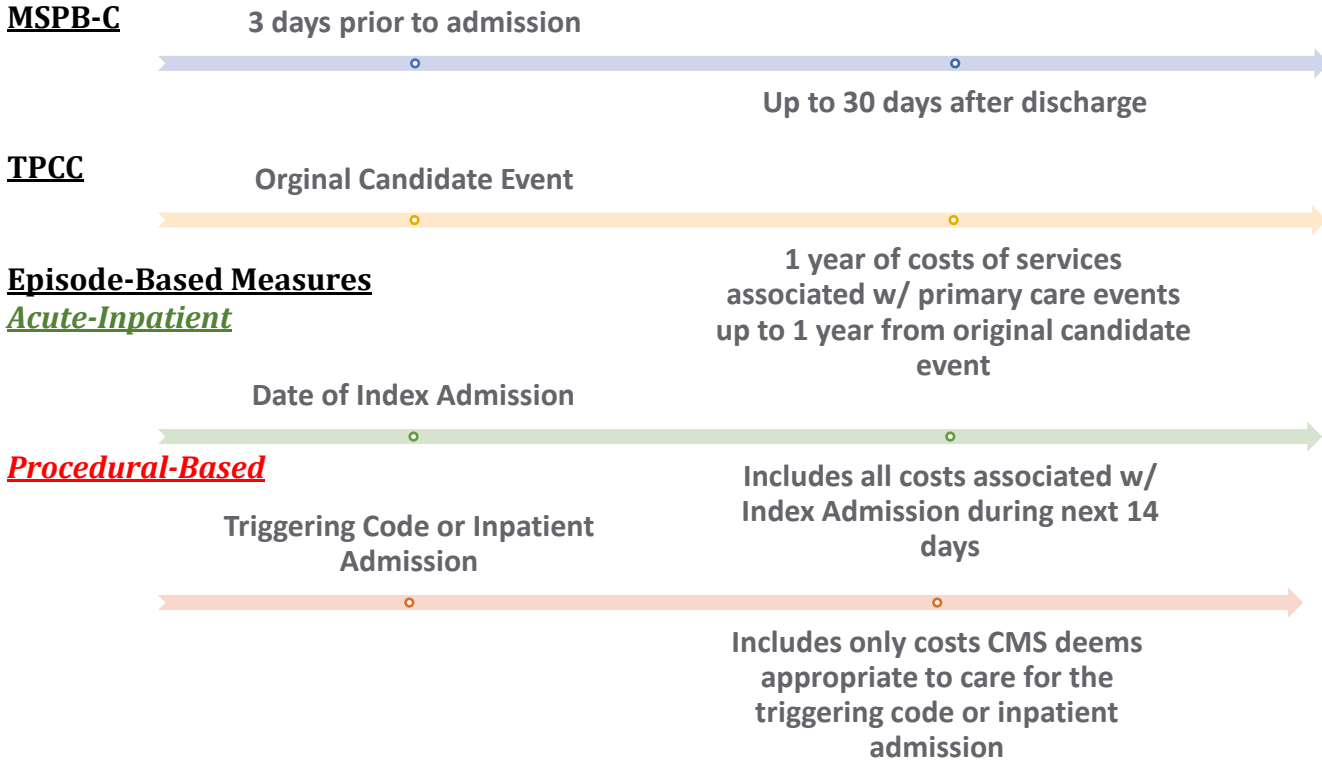 MSPB-C
3 days prior to admission
Up to 30 days after discharge
TPCC
Orginal Candidate Event
1 year of costs of services
associated w/ primary care events
up to 1 year from original candidate
event
Episode-Based Measures
Acute-Inpatient
Date of Index Admission
Includes all costs associated w/
Index Admission during next 14
days
Procedural-Based
Triggering Code or Inpatient
Admission
Includes only costs CMS deems
appropriate to care for the
triggering code or inpatient
admission